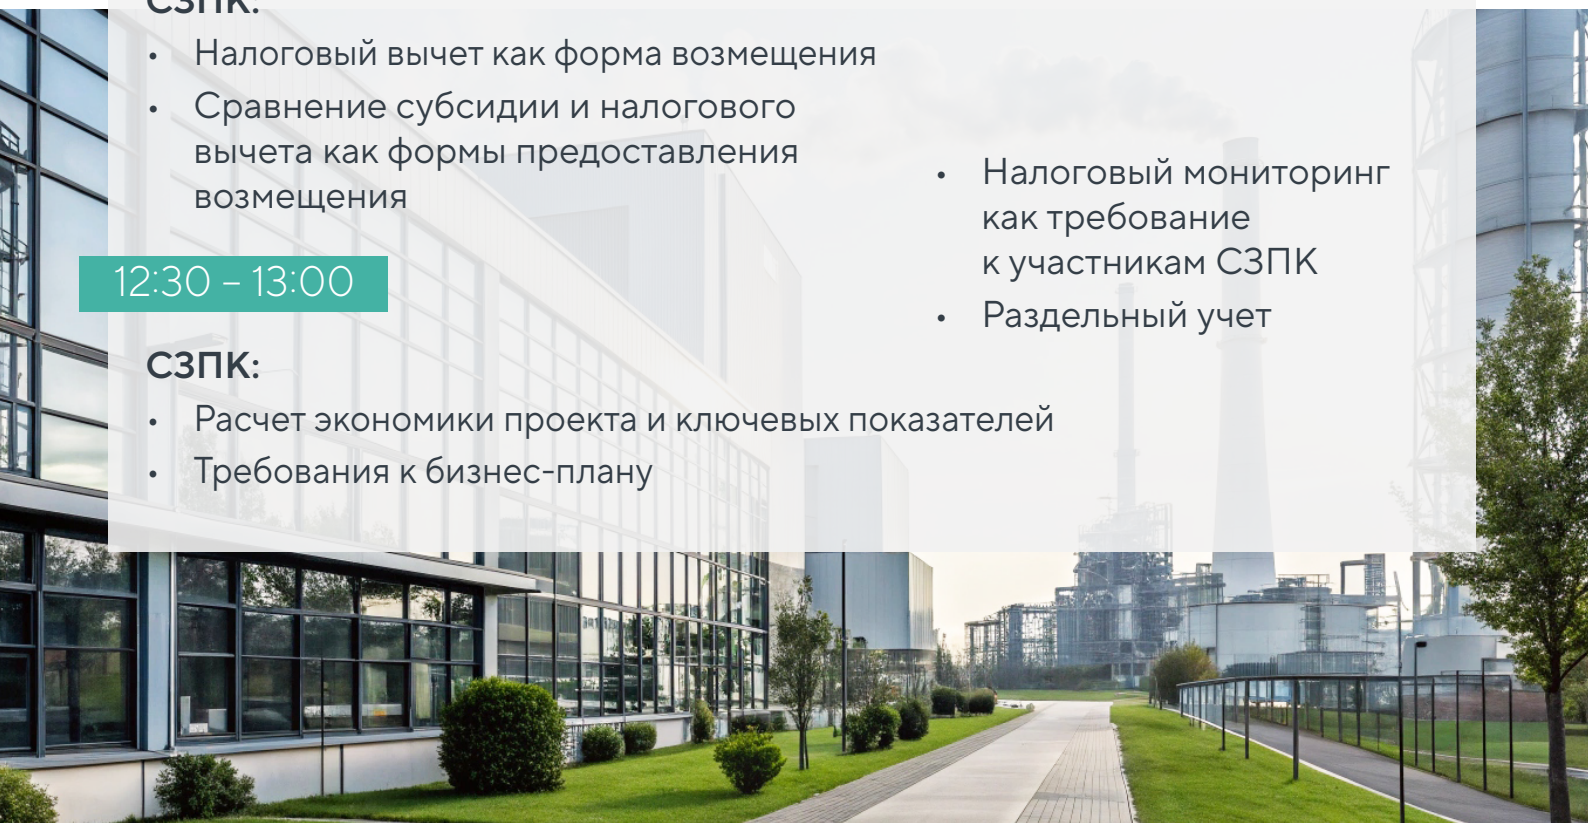 СЗПК:
• Налоговый вычет как форма возмещения
• Сравнение субсидии и налогового
вычета как формы предоставления
возмещения
• Налоговый мониторинг
как требование
к участникам СЗПК
• Раздельный учет
12:30 – 13:00
СЗПК:
• Расчет экономики проекта и ключевых показателей
• Требования к бизнес-плану